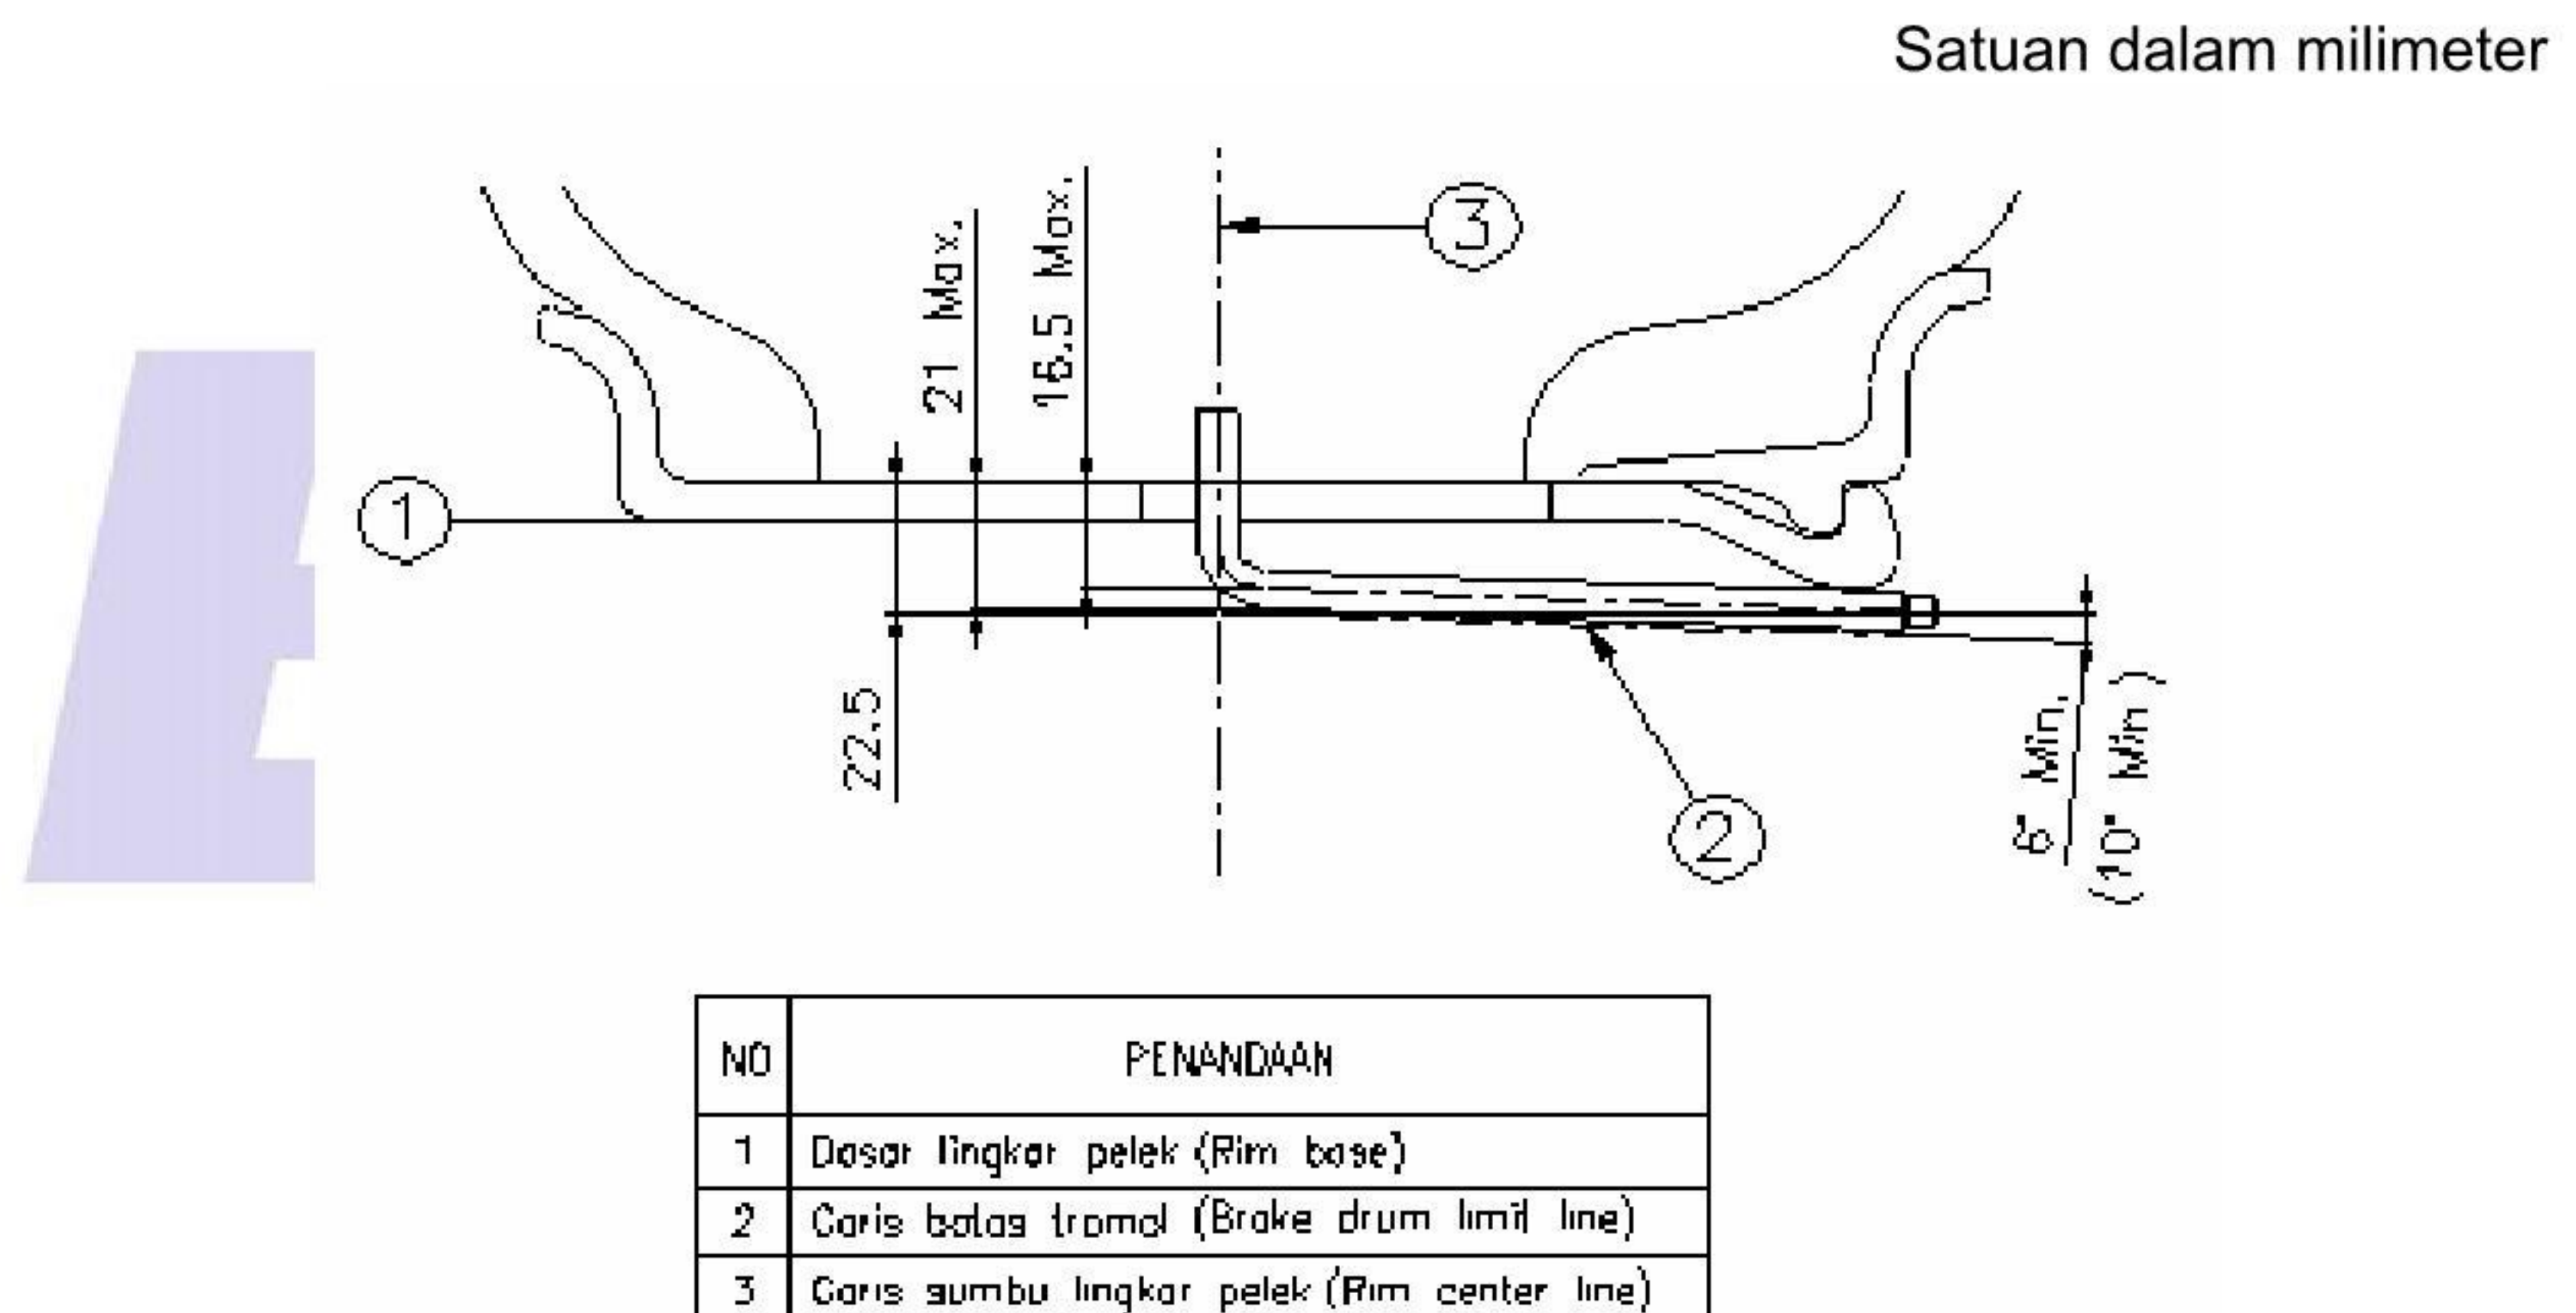 Satuan dalam milimeter
3
21 Max.
16.5 Max.
1
22.5
2
6° Min.
(10° Min)
NO PENANDAAN
1 Dasar lingkar pelek (Rim base)
2 Garis batas tromol (Brake drum limit line)
3 Garis sumbu lingkar pelek (Rim center line)